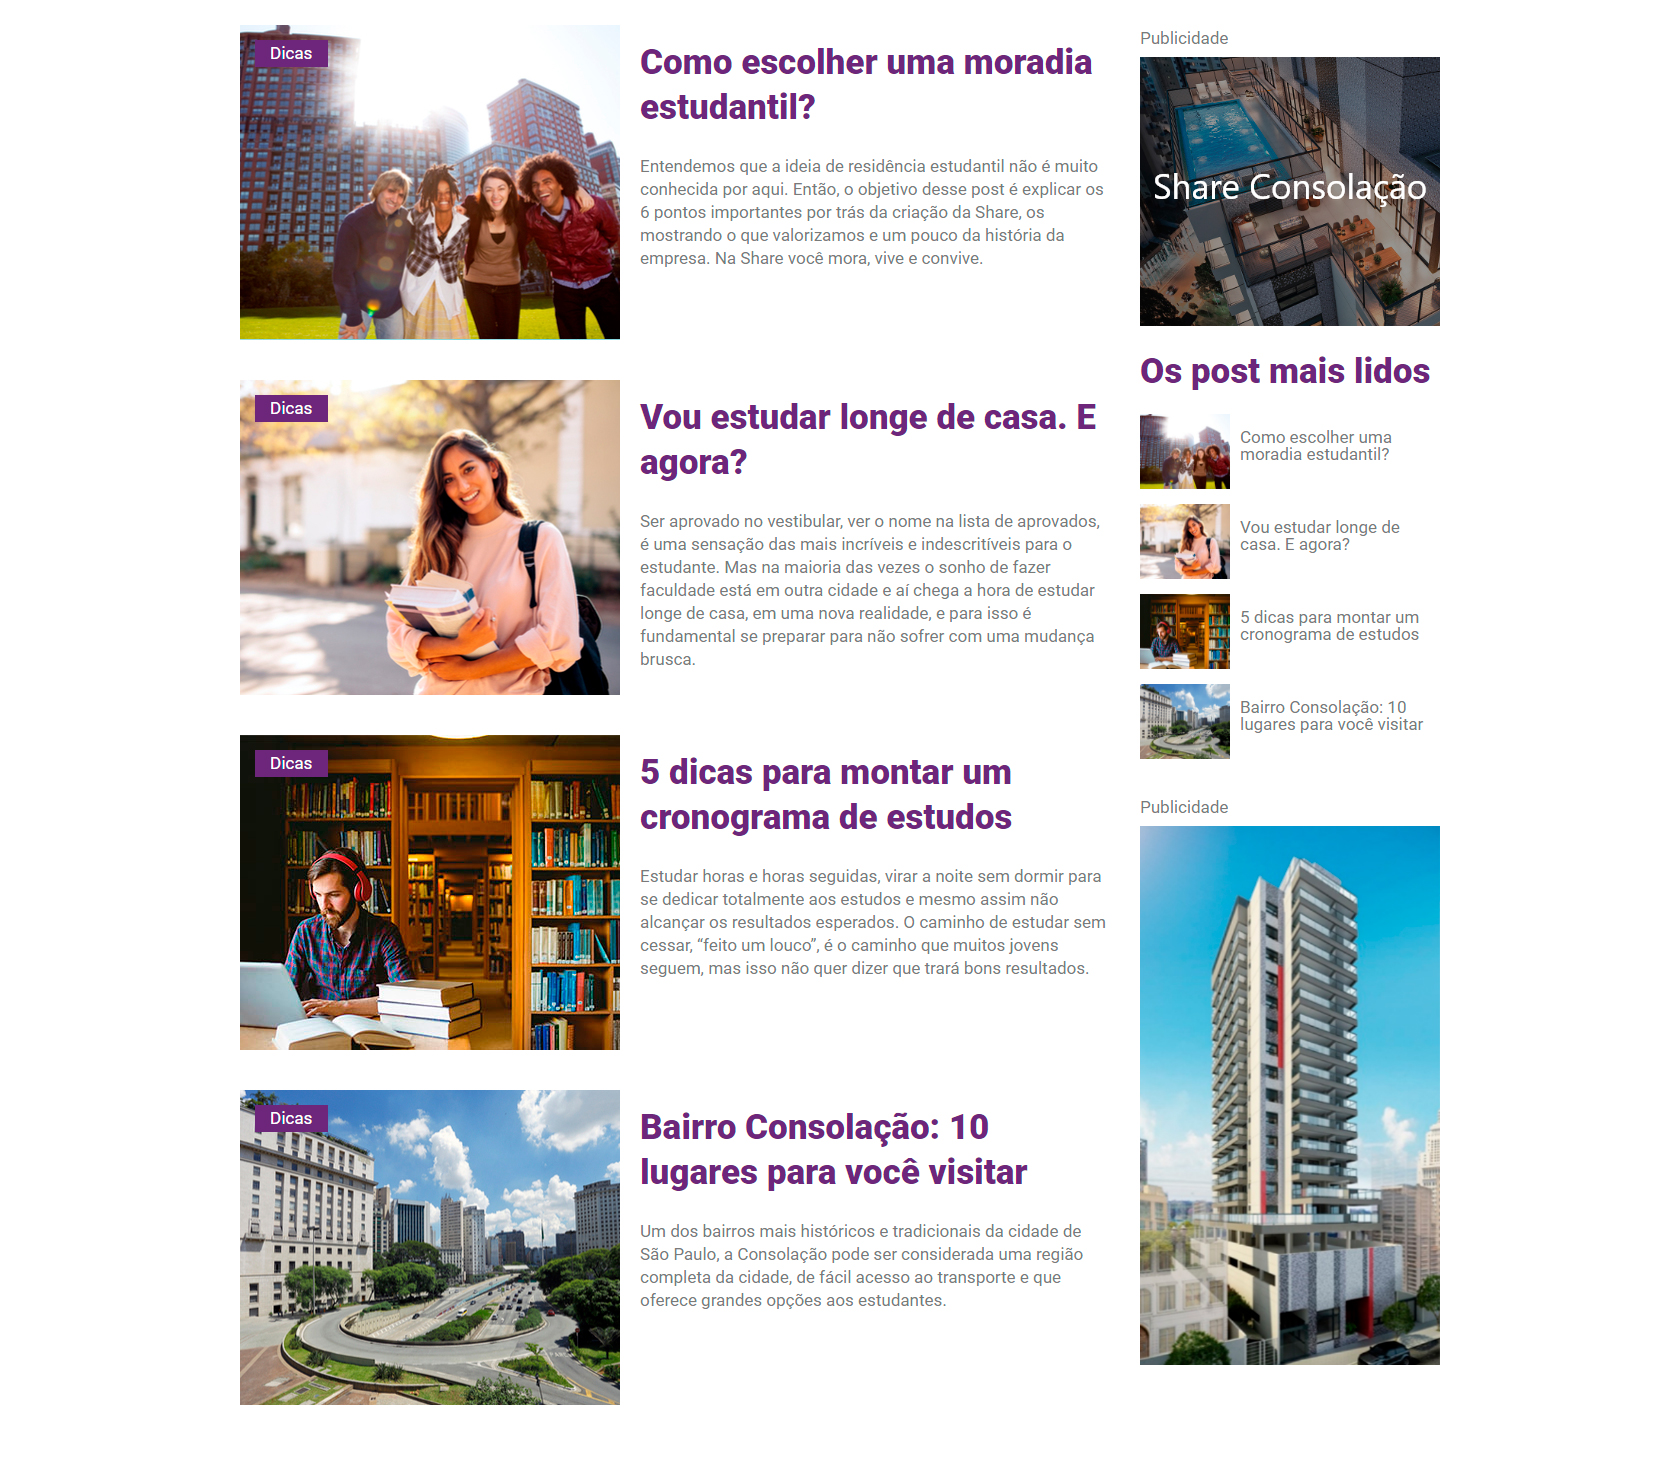 Dicas
Como escolher uma moradia
estudantil?
Entendemos que a ideia de residência estudantil não é muito
conhecida por aqui. Então, o objetivo desse post é explicar os
6 pontos importantes por trás da criação da Share, os
mostrando o que valorizamos e um pouco da história da
empresa. Na Share você mora, vive e convive.
Dicas
Vou estudar longe de casa. E
agora?
Ser aprovado no vestibular, ver o nome na lista de aprovados,
é uma sensação das mais incríveis e indescritíveis para o
estudante. Mas na maioria das vezes o sonho de fazer
faculdade está em outra cidade e aí chega a hora de estudar
longe de casa, em uma nova realidade, e para isso é
fundamental se preparar para não sofrer com uma mudança
brusca.
Dicas
5 dicas para montar um
cronograma de estudos
Estudar horas e horas seguidas, virar a noite sem dormir para
se dedicar totalmente aos estudos e mesmo assim não
alcançar os resultados esperados. O caminho de estudar sem
cessar, “feito um louco”, é o caminho que muitos jovens
seguem, mas isso não quer dizer que trará bons resultados.
Dicas
Bairro Consolação: 10
lugares para você visitar
Um dos bairros mais históricos e tradicionais da cidade de
São Paulo, a Consolação pode ser considerada uma região
completa da cidade, de fácil acesso ao transporte e que
oferece grandes opções aos estudantes.
Publicidade
Share Consolação
Os post mais lidos
Como escolher uma
moradia estudantil?
Vou estudar longe de
casa. E agora?
5 dicas para montar um
cronograma de estudos
Bairro Consolação: 10
lugares para você visitar
Publicidade